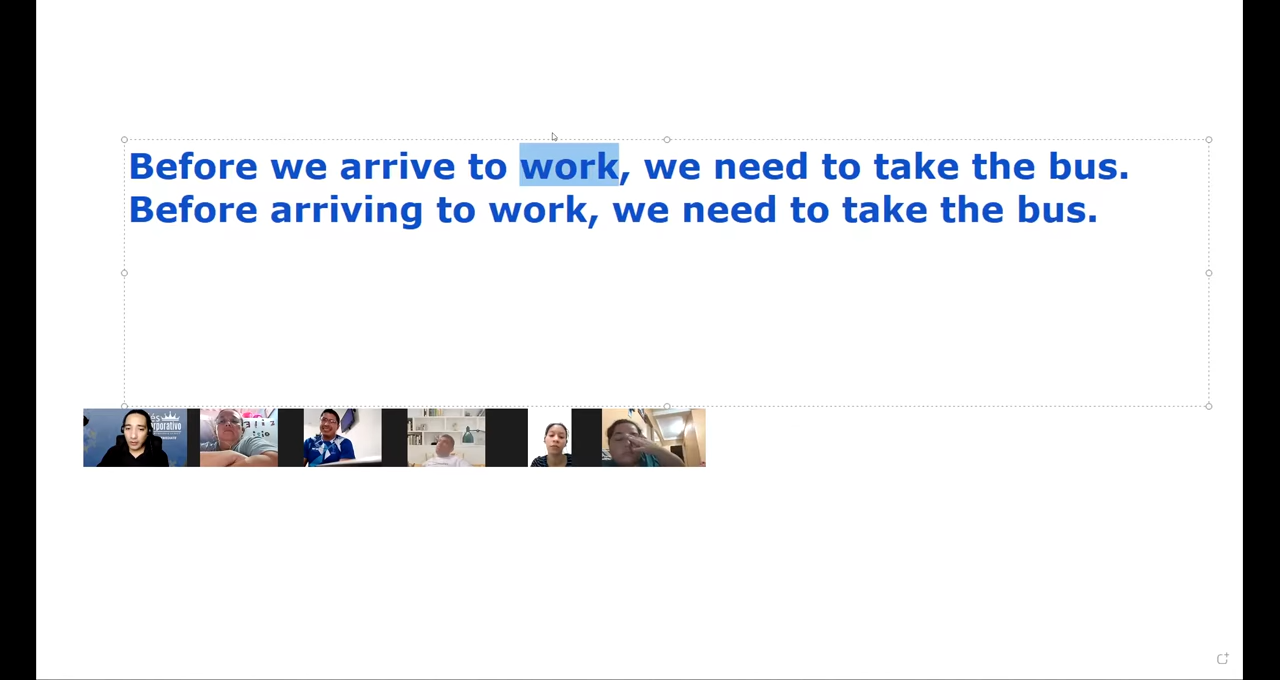 Before we arrive to work, we need to take the bus.
Before arriving to work, we need to take the bus.